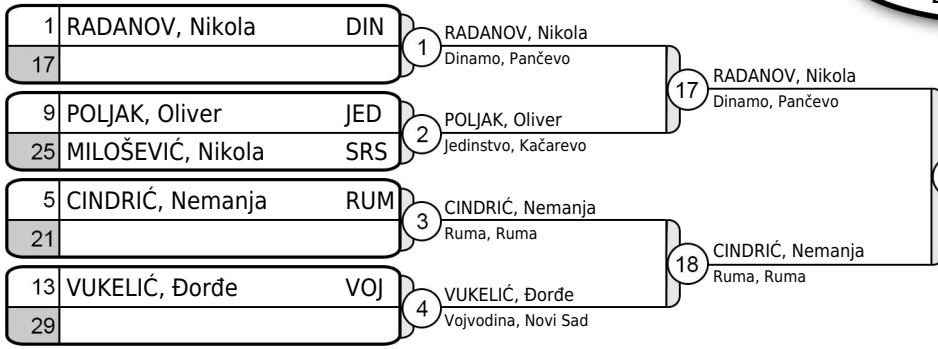 1 RADANOV, Nikola DIN
17
9 POLJAK, Oliver JED
25 MILOŠEVIĆ, Nikola SRS
5 CINDRIĆ, Nemanja RUM
21
13 VUKELIĆ, Đorđe VOJ
29
1
RADANOV, Nikola
Dinamo, Pančevo
2
POLJAK, Oliver
Jedinstvo, Kačarevo
3
CINDRIĆ, Nemanja
Ruma, Ruma
4
VUKELIĆ, Đorđe
Vojvodina, Novi Sad
17
RADANOV, Nikola
Dinamo, Pančevo
18
CINDRIĆ, Nemanja
Ruma, Ruma